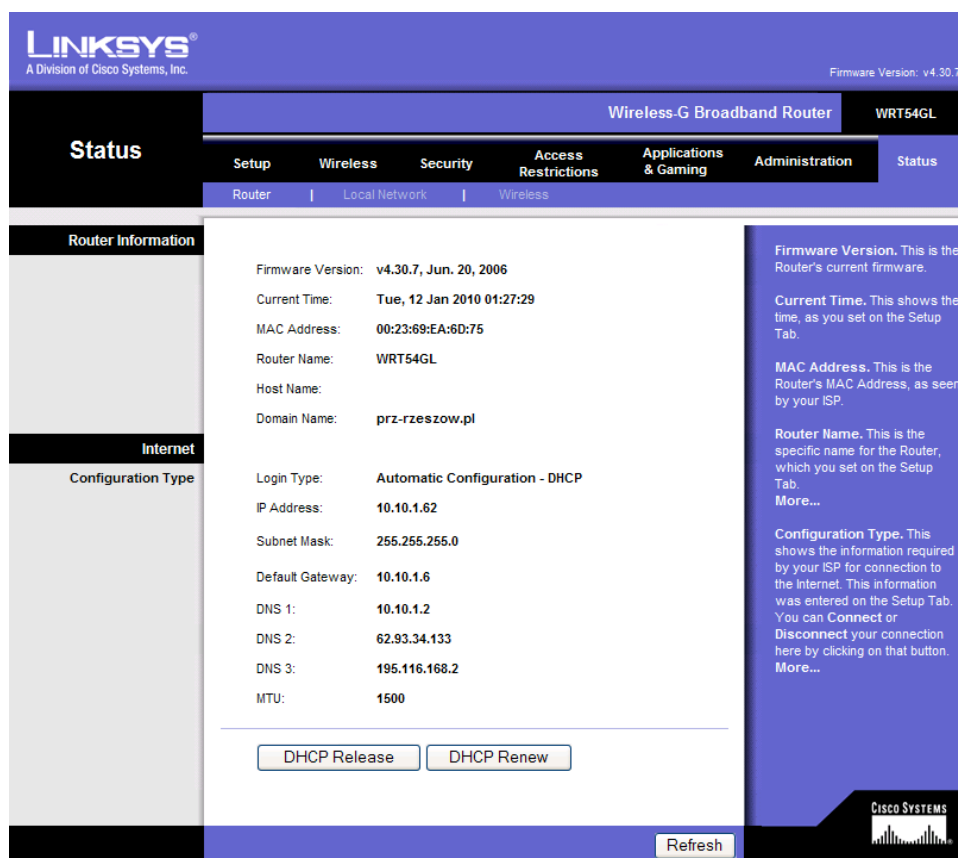 LINKSYS®
A Division of Cisco Systems, Inc.
Firmware Version: v4.30.7
Wireless-G Broadband Router
WRT54GL
Status
Setup
Wireless
Security
Access
Restrictions
Applications
& Gaming
Administration
Status
Router | Local Network | Wireless
Router Information
Firmware Version: v4.30.7, Jun. 20, 2006
Current Time: Tue, 12 Jan 2010 01:27:29
MAC Address: 00:23:69:EA:6D:75
Router Name: WRT54GL
Host Name:
Domain Name: prz-rzeszow.pl
Internet
Configuration Type
Login Type: Automatic Configuration - DHCP
IP Address: 10.10.1.62
Subnet Mask: 255.255.255.0
Default Gateway: 10.10.1.6
DNS 1: 10.10.1.2
DNS 2: 62.93.34.133
DNS 3: 195.116.168.2
MTU: 1500
DHCP Release
DHCP Renew
Firmware Version. This is the
Router's current firmware.
Current Time. This shows the
time, as you set on the Setup
Tab.
MAC Address. This is the
Router's MAC Address, as seen
by your ISP.
Router Name. This is the
specific name for the Router,
which you set on the Setup
Tab.
More...
Configuration Type. This
shows the information required
by your ISP for connection to
the Internet. This information
was entered on the Setup Tab.
You can Connect or
Disconnect your connection
here by clicking on that button.
More...
Refresh
CISCO SYSTEMS